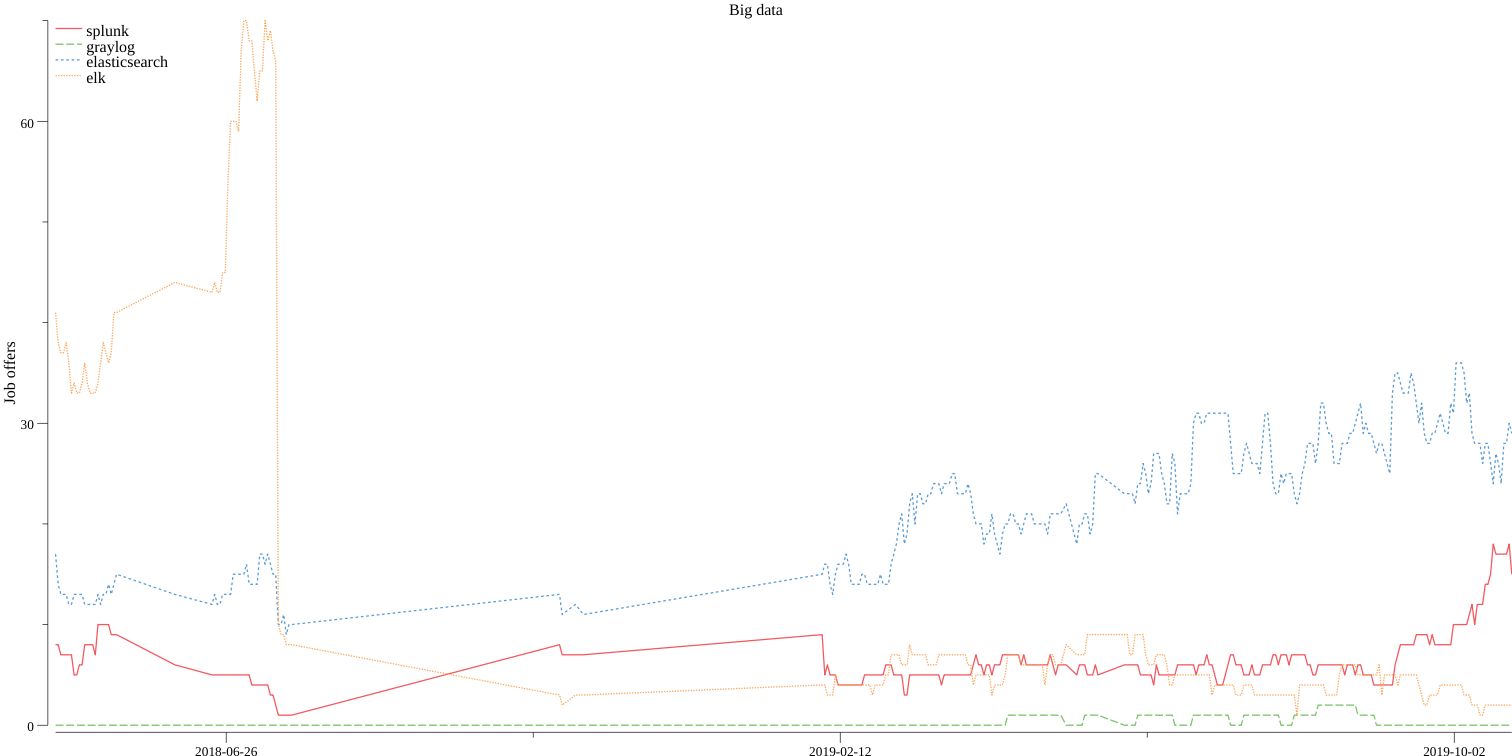 Big data
splunk
graylog
elasticsearch
elk
60
Job offers
30
0
2018-06-26
2019-02-12
2019-10-02